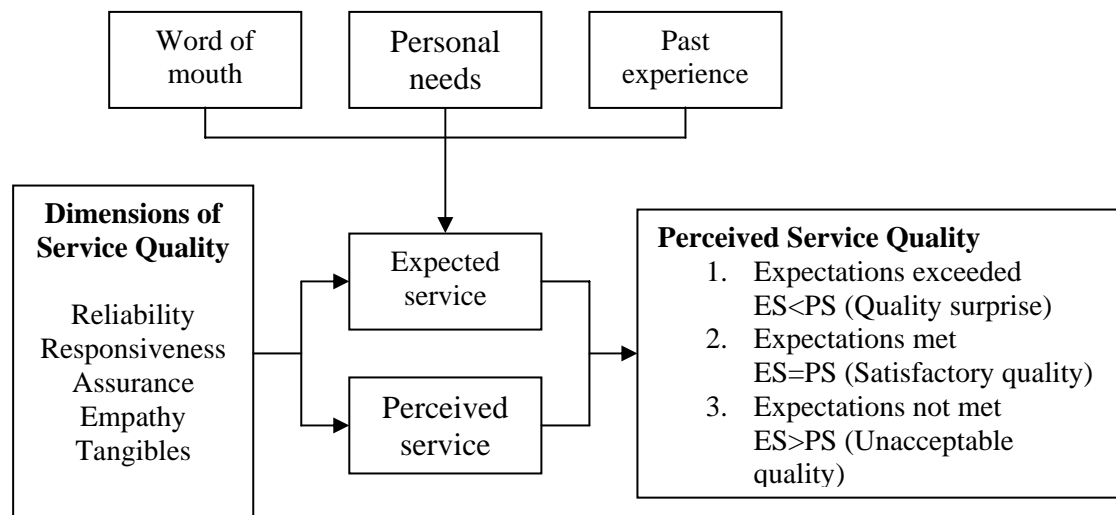 Word of
mouth
Personal
needs
Past
experience
Dimensions of
Service Quality
Reliability
Responsiveness
Assurance
Empathy
Tangibles
Expected
service
Perceived
service
Perceived Service Quality
1. Expectations exceeded
ES<PS (Quality surprise)
2. Expectations met
ES=PS (Satisfactory quality)
3. Expectations not met
ES>PS (Unacceptable
quality)